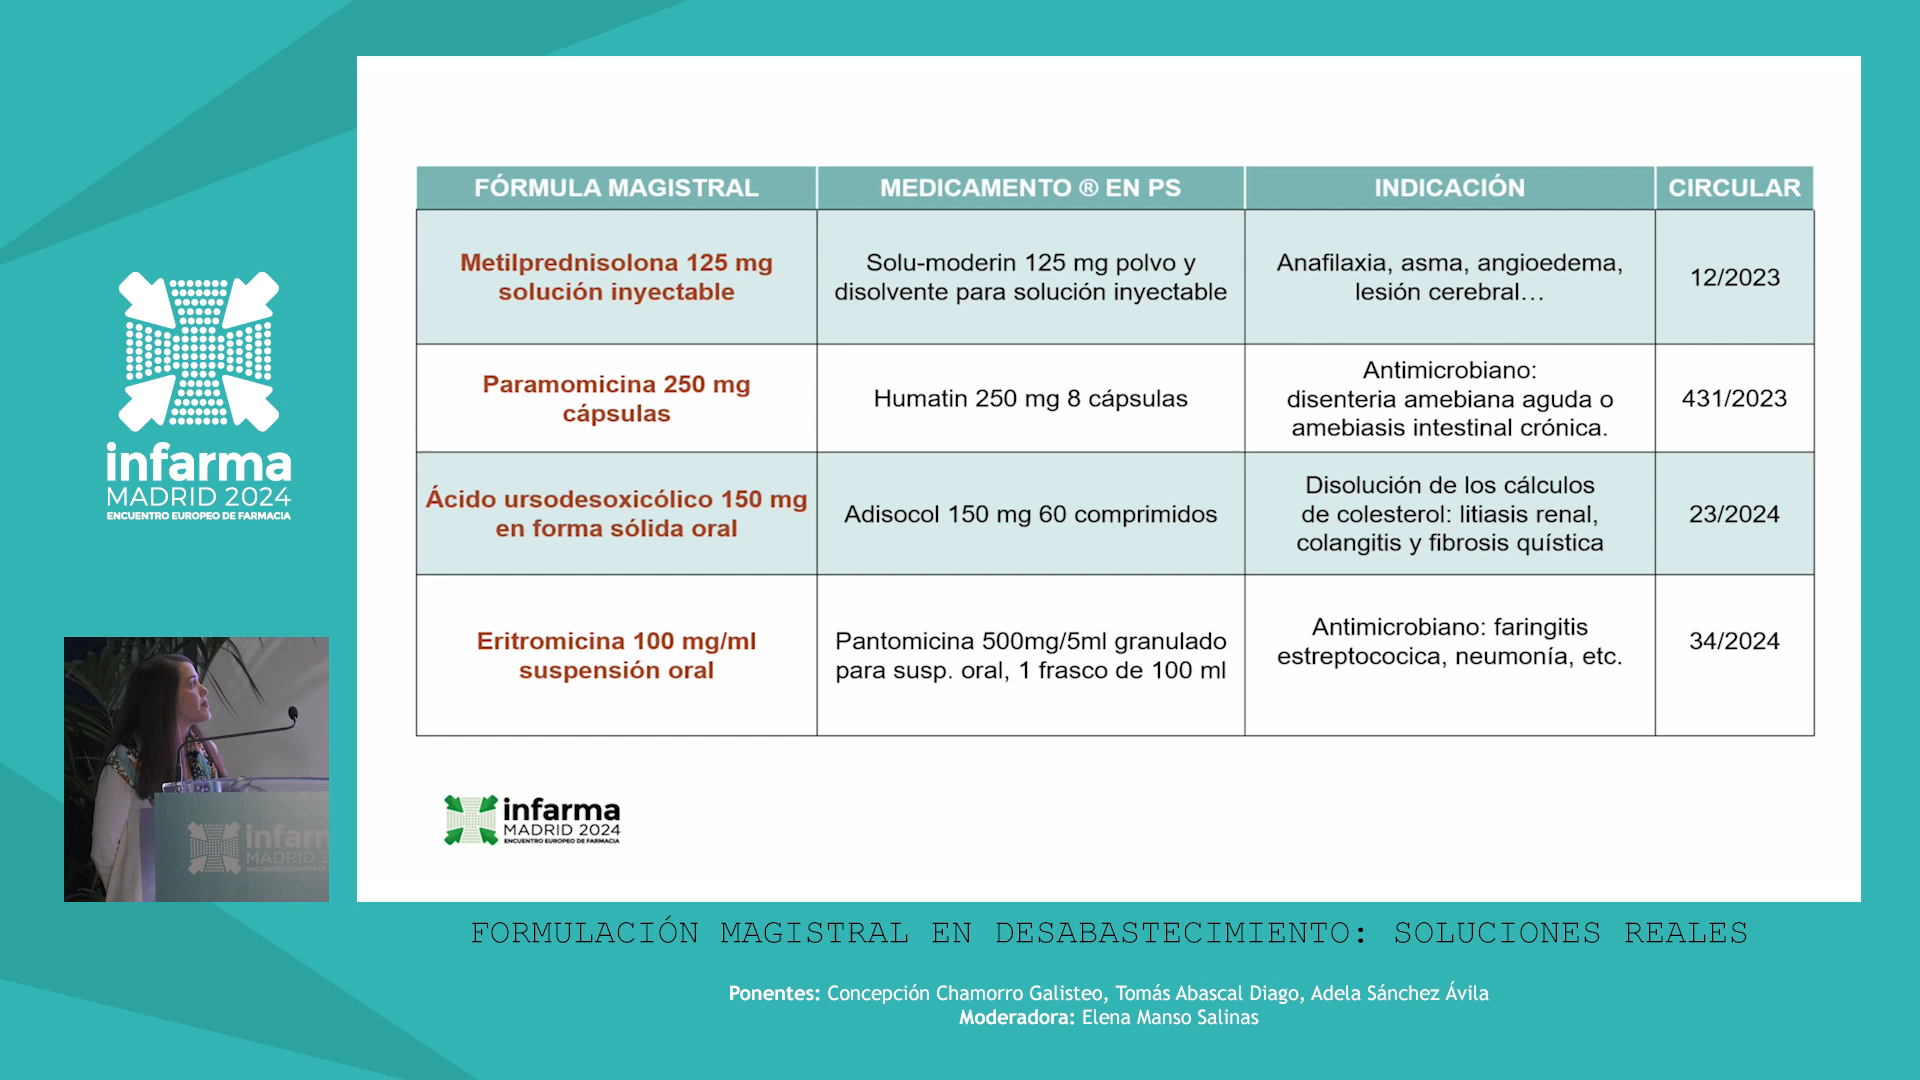 infarma
MADRID 2024
ENCUENTRO EUROPEO DE FARMACIA
FÓRMULA MAGISTRAL
MEDICAMENTO ® EN PS
INDICACIÓN
CIRCULAR
Metilprednisolona 125 mg
solución inyectable
Solu-moderin 125 mg polvo y
disolvente para solución inyectable
Anafilaxia, asma, angioedema,
lesión cerebral…
12/2023
Paramomicina 250 mg
cápsulas
Humatin 250 mg 8 cápsulas
Antimicrobiano:
disenteria amebiana aguda o
amebiasis intestinal crónica.
431/2023
Ácido ursodesoxicólico 150 mg
en forma sólida oral
Adisocol 150 mg 60 comprimidos
Disolución de los cálculos
de colesterol: litiasis renal,
colangitis y fibrosis quística
23/2024
Eritromicina 100 mg/ml
suspensión oral
Pantomicina 500mg/5ml granulado
para susp. oral, 1 frasco de 100 ml
Antimicrobiano: faringitis
estreptococica, neumonía, etc.
34/2024
infarma
MADRID 2024
ENCUENTRO EUROPEO DE FARMACIA
infarm
MADRID 2
ENCUENTRO EUROPEO DE
FORMULACIÓN MAGISTRAL EN DESABASTECIMIENTO: SOLUCIONES REALES
Ponentes: Concepción Chamorro Galisteo, Tomás Abascal Diago, Adela Sánchez Ávila
Moderadora: Elena Manso Salinas